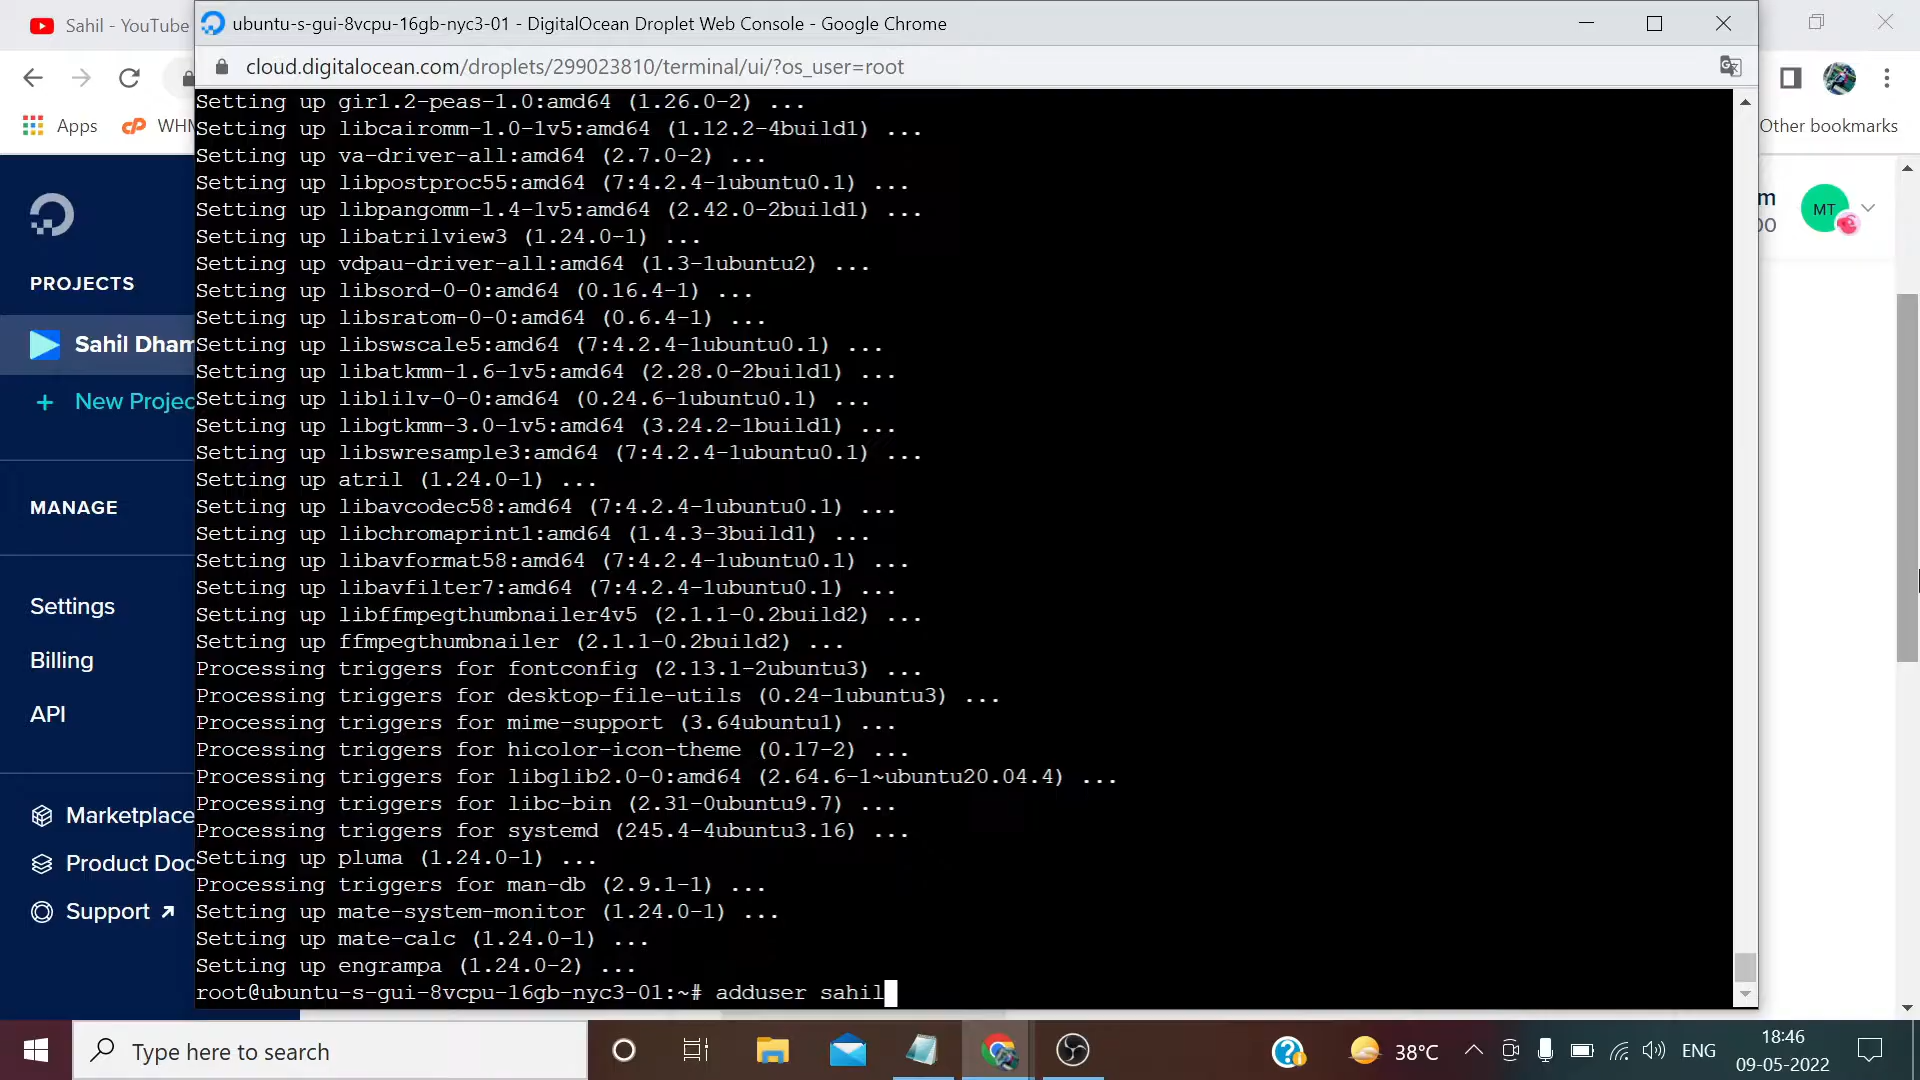 Sahil - YouTube
ubuntu-s-gui-8vcpu-16gb-nyc3-01 - DigitalOcean Droplet Web Console - Google Chrome
cloud.digitalocean.com/droplets/299023810/terminal/ui/?os_user=root
Apps
WHM
Other bookmarks
PROJECTS
Sahil Dham
New Projec
MANAGE
Settings
Billing
API
Marketplace
Product Doc
Support
m
00
MT
Setting up gir1.2-peas-1.0:amd64 (1.26.0-2) ...
Setting up libcairomm-1.0-1v5:amd64 (1.12.2-4build1) ...
Setting up va-driver-all:amd64 (2.7.0-2) ...
Setting up libpostproc55:amd64 (7:4.2.4-1ubuntu0.1) ...
Setting up libpangomm-1.4-1v5:amd64 (2.42.0-2build1) ...
Setting up libatrilview3 (1.24.0-1) ...
Setting up vdpau-driver-all:amd64 (1.3-1ubuntu2) ...
Setting up libsord-0-0:amd64 (0.16.4-1) ...
Setting up libsratom-0-0:amd64 (0.6.4-1) ...
Setting up libswscale5:amd64 (7:4.2.4-1ubuntu0.1) ...
Setting up libatkmm-1.6-1v5:amd64 (2.28.0-2build1) ...
Setting up liblilv-0-0:amd64 (0.24.6-1ubuntu0.1) ...
Setting up libgtkmm-3.0-1v5:amd64 (3.24.2-1build1) ...
Setting up libswresample3:amd64 (7:4.2.4-1ubuntu0.1) ...
Setting up atril (1.24.0-1) ...
Setting up libavcodec58:amd64 (7:4.2.4-1ubuntu0.1) ...
Setting up libchromaprint1:amd64 (1.4.3-3build1) ...
Setting up libavformat58:amd64 (7:4.2.4-1ubuntu0.1) ...
Setting up libavfilter7:amd64 (7:4.2.4-1ubuntu0.1) ...
Setting up libffmpegthumbnailer4v5 (2.1.1-0.2build2) ...
Setting up ffmpegthumbnailer (2.1.1-0.2build2) ...
Processing triggers for fontconfig (2.13.1-2ubuntu3) ...
Processing triggers for desktop-file-utils (0.24-1ubuntu3) ...
Processing triggers for mime-support (3.64ubuntu1) ...
Processing triggers for hicolor-icon-theme (0.17-2) ...
Processing triggers for libglib2.0-0:amd64 (2.64.6-1~ubuntu20.04.4) ...
Processing triggers for libc-bin (2.31-0ubuntu9.7) ...
Processing triggers for systemd (245.4-4ubuntu3.16) ...
Setting up pluma (1.24.0-1) ...
Processing triggers for man-db (2.9.1-1) ...
Setting up mate-system-monitor (1.24.0-1) ...
Setting up mate-calc (1.24.0-1) ...
Setting up engrampa (1.24.0-2) ...
root@ubuntu-s-gui-8vcpu-16gb-nyc3-01:~# adduser sahil
Type here to search
38°C
ENG
18:46
09-05-2022